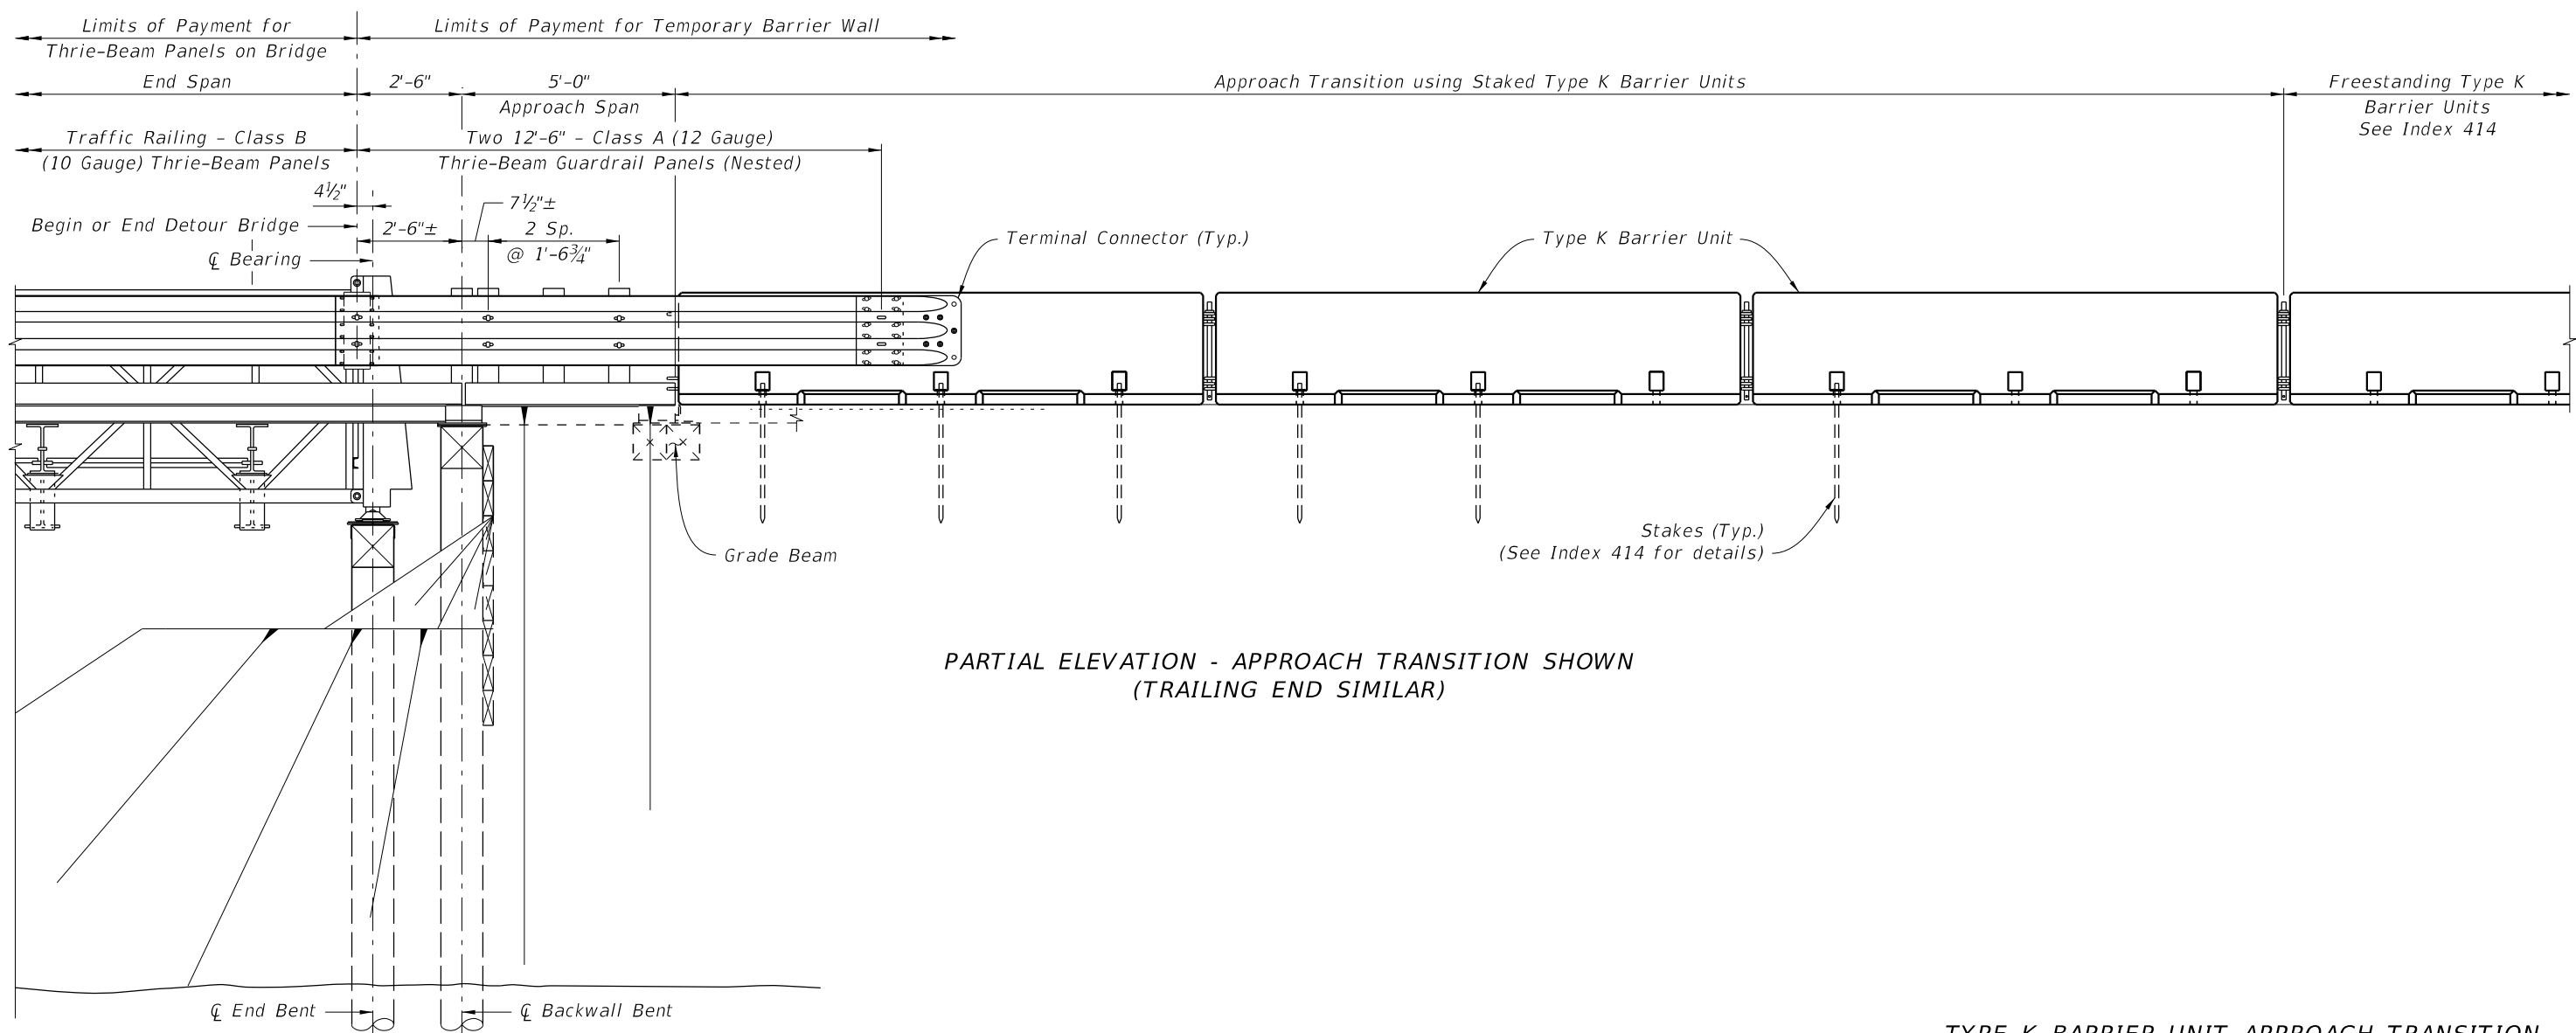 Limits of Payment for
Thrie-Beam Panels on Bridge
Limits of Payment for Temporary Barrier Wall
End Span
2'-6"
5'-0"
Approach Span
Approach Transition using Staked Type K Barrier Units
Freestanding Type K
Barrier Units
See Index 414
Traffic Railing - Class B
(10 Gauge) Thrie-Beam Panels
Two 12'-6" - Class A (12 Gauge)
Thrie-Beam Guardrail Panels (Nested)
4½"
7½"±
Begin or End Detour Bridge
2'-6"±
2 Sp.
@ 1'-6¾"
℄ Bearing
Terminal Connector (Typ.)
Type K Barrier Unit
Stakes (Typ.)
(See Index 414 for details)
Grade Beam
PARTIAL ELEVATION - APPROACH TRANSITION SHOWN
(TRAILING END SIMILAR)
℄ End Bent
℄ Backwall Bent
TYPE K BARRIER UNIT APPROACH TRANSITION